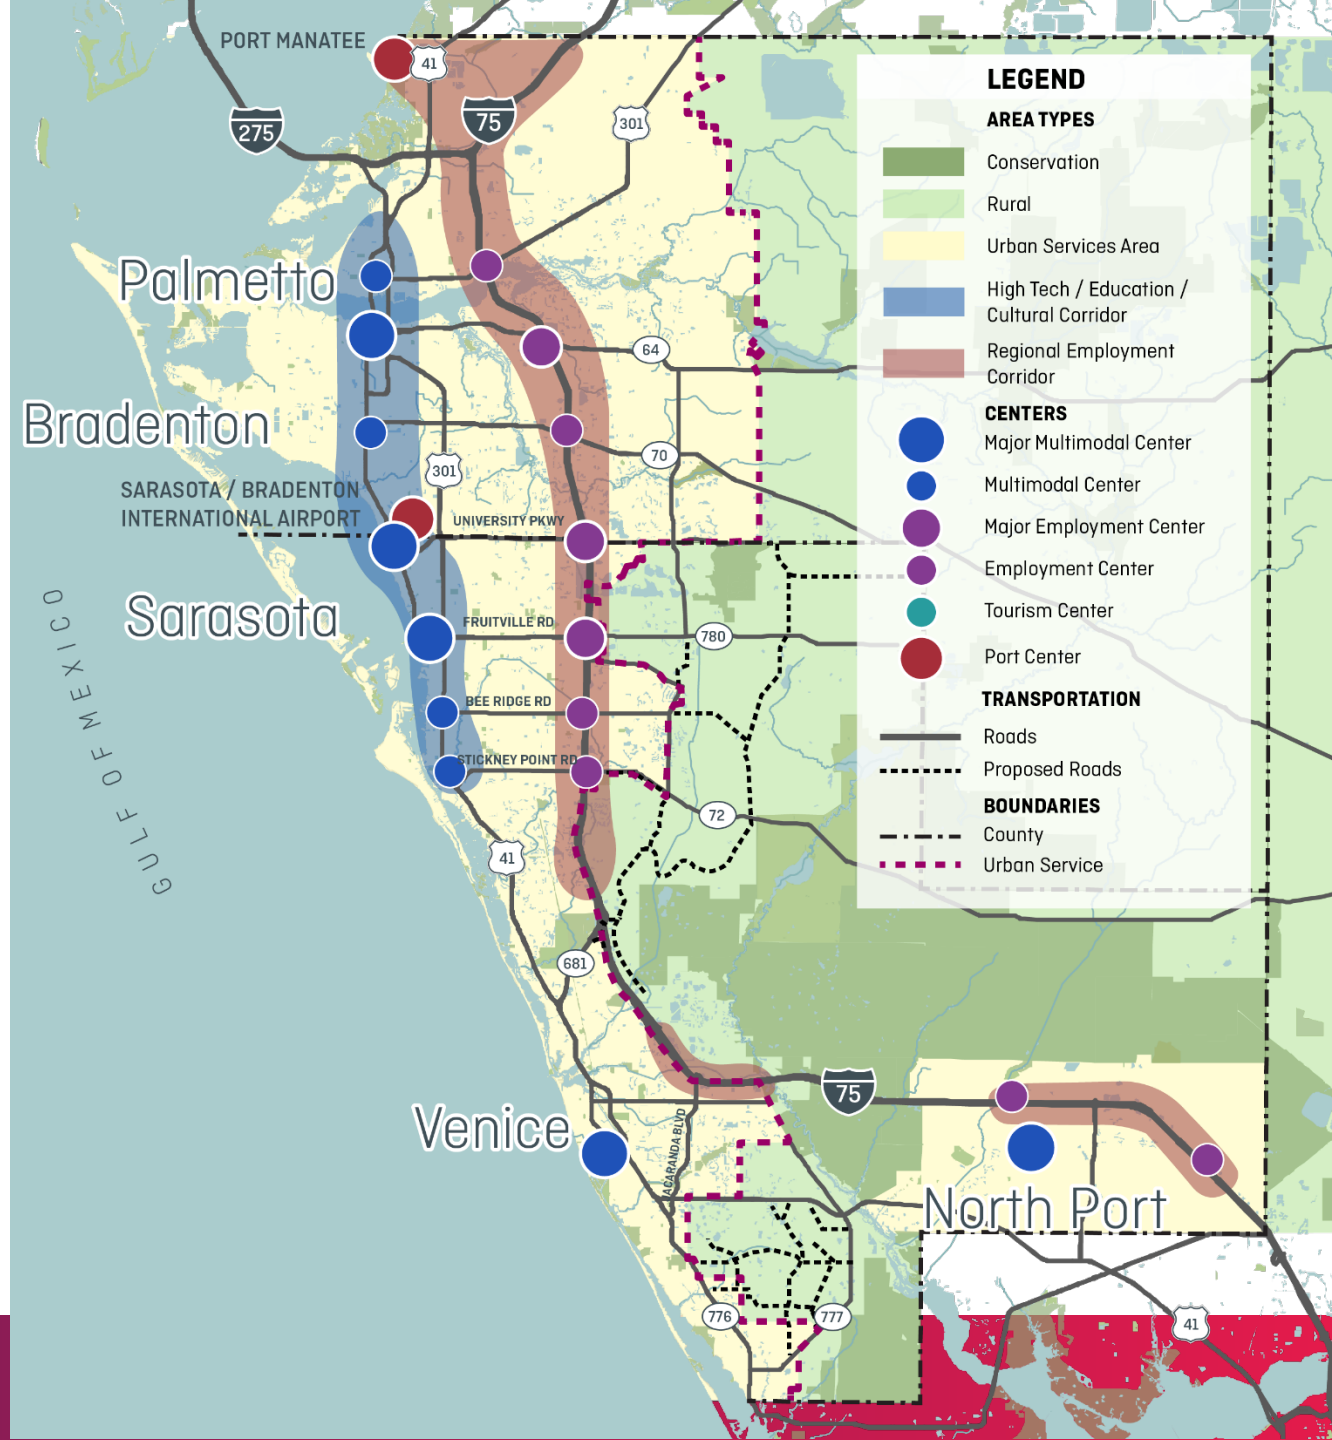 PORT MANATEE
41
275
75
301
Palmetto
64
Bradenton
70
301
SARASOTA / BRADENTON
INTERNATIONAL AIRPORT
UNIVERSITY PKWY
Sarasota
FRUITVILLE RD
780
BEE RIDGE RD
STICKNEY POINT RD
72
GULF OF MEXICO
41
681
75
Venice
JACARANDA BLVD
North Port
776
777
41
LEGEND
AREA TYPES
Conservation
Rural
Urban Services Area
High Tech / Education /
Cultural Corridor
Regional Employment
Corridor
CENTERS
Major Multimodal Center
Multimodal Center
Major Employment Center
Employment Center
Tourism Center
Port Center
TRANSPORTATION
Roads
Proposed Roads
BOUNDARIES
County
Urban Service